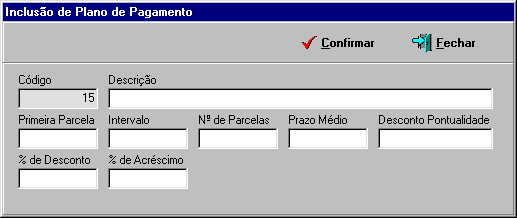 Inclusão de Plano de Pagamento
Confirmar Fechar
Código Descrição
15
Primeira Parcela Intervalo Nº de Parcelas Prazo Médio Desconto Pontualidade
% de Desconto % de Acréscimo